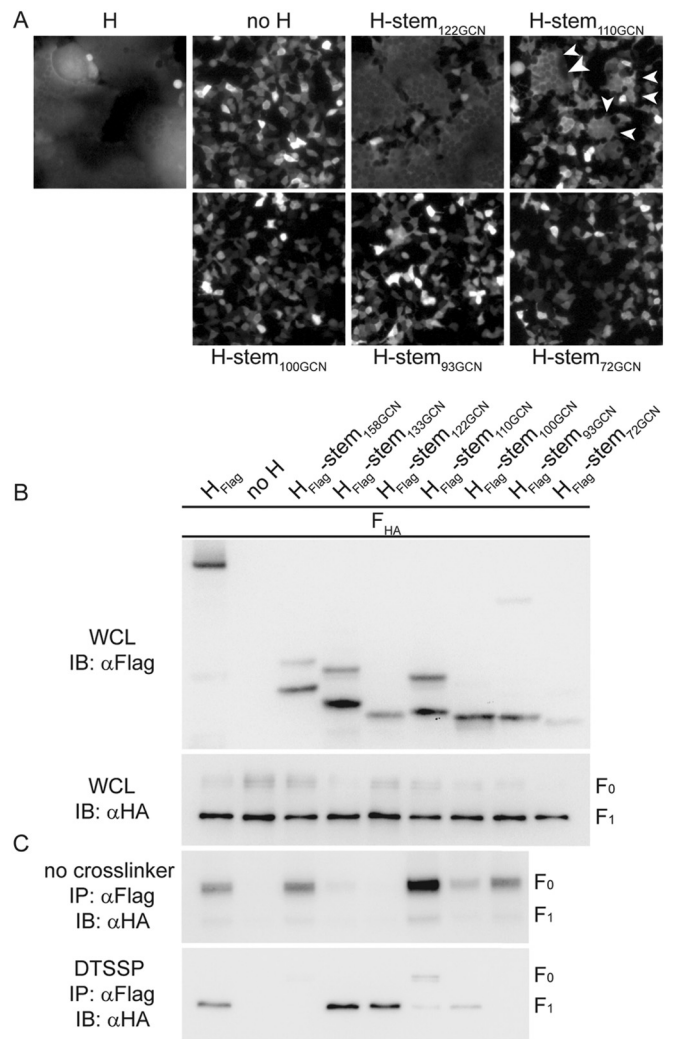 A
H no H H-stem122GCN H-stem110GCN
H-stem100GCN H-stem93GCN H-stem72GCN
B
HFlag no H HFlag-stem158GCN HFlag-stem133GCN HFlag-stem122GCN HFlag-stem110GCN HFlag-stem100GCN HFlag-stem93GCN HFlag-stem72GCN
FHA
WCL
IB: αFlag
WCL
IB: αHA
F0
F1
C
no crosslinker
IP: αFlag
IB: αHA
F0
F1
DTSSP
IP: αFlag
IB: αHA
F0
F1